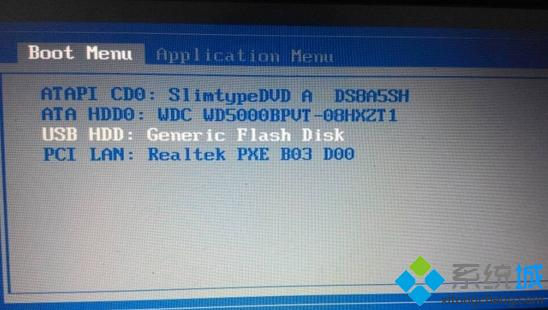 Boot Menu Application Menu
ATAPI CD0: SlimtypeDVD A DS8A5SH
ATA HDD0: WDC WD5000BPVT-08HXZT1
USB HDD: Generic Flash Disk
PCI LAN: Realtek PXE B03 D00
系统城